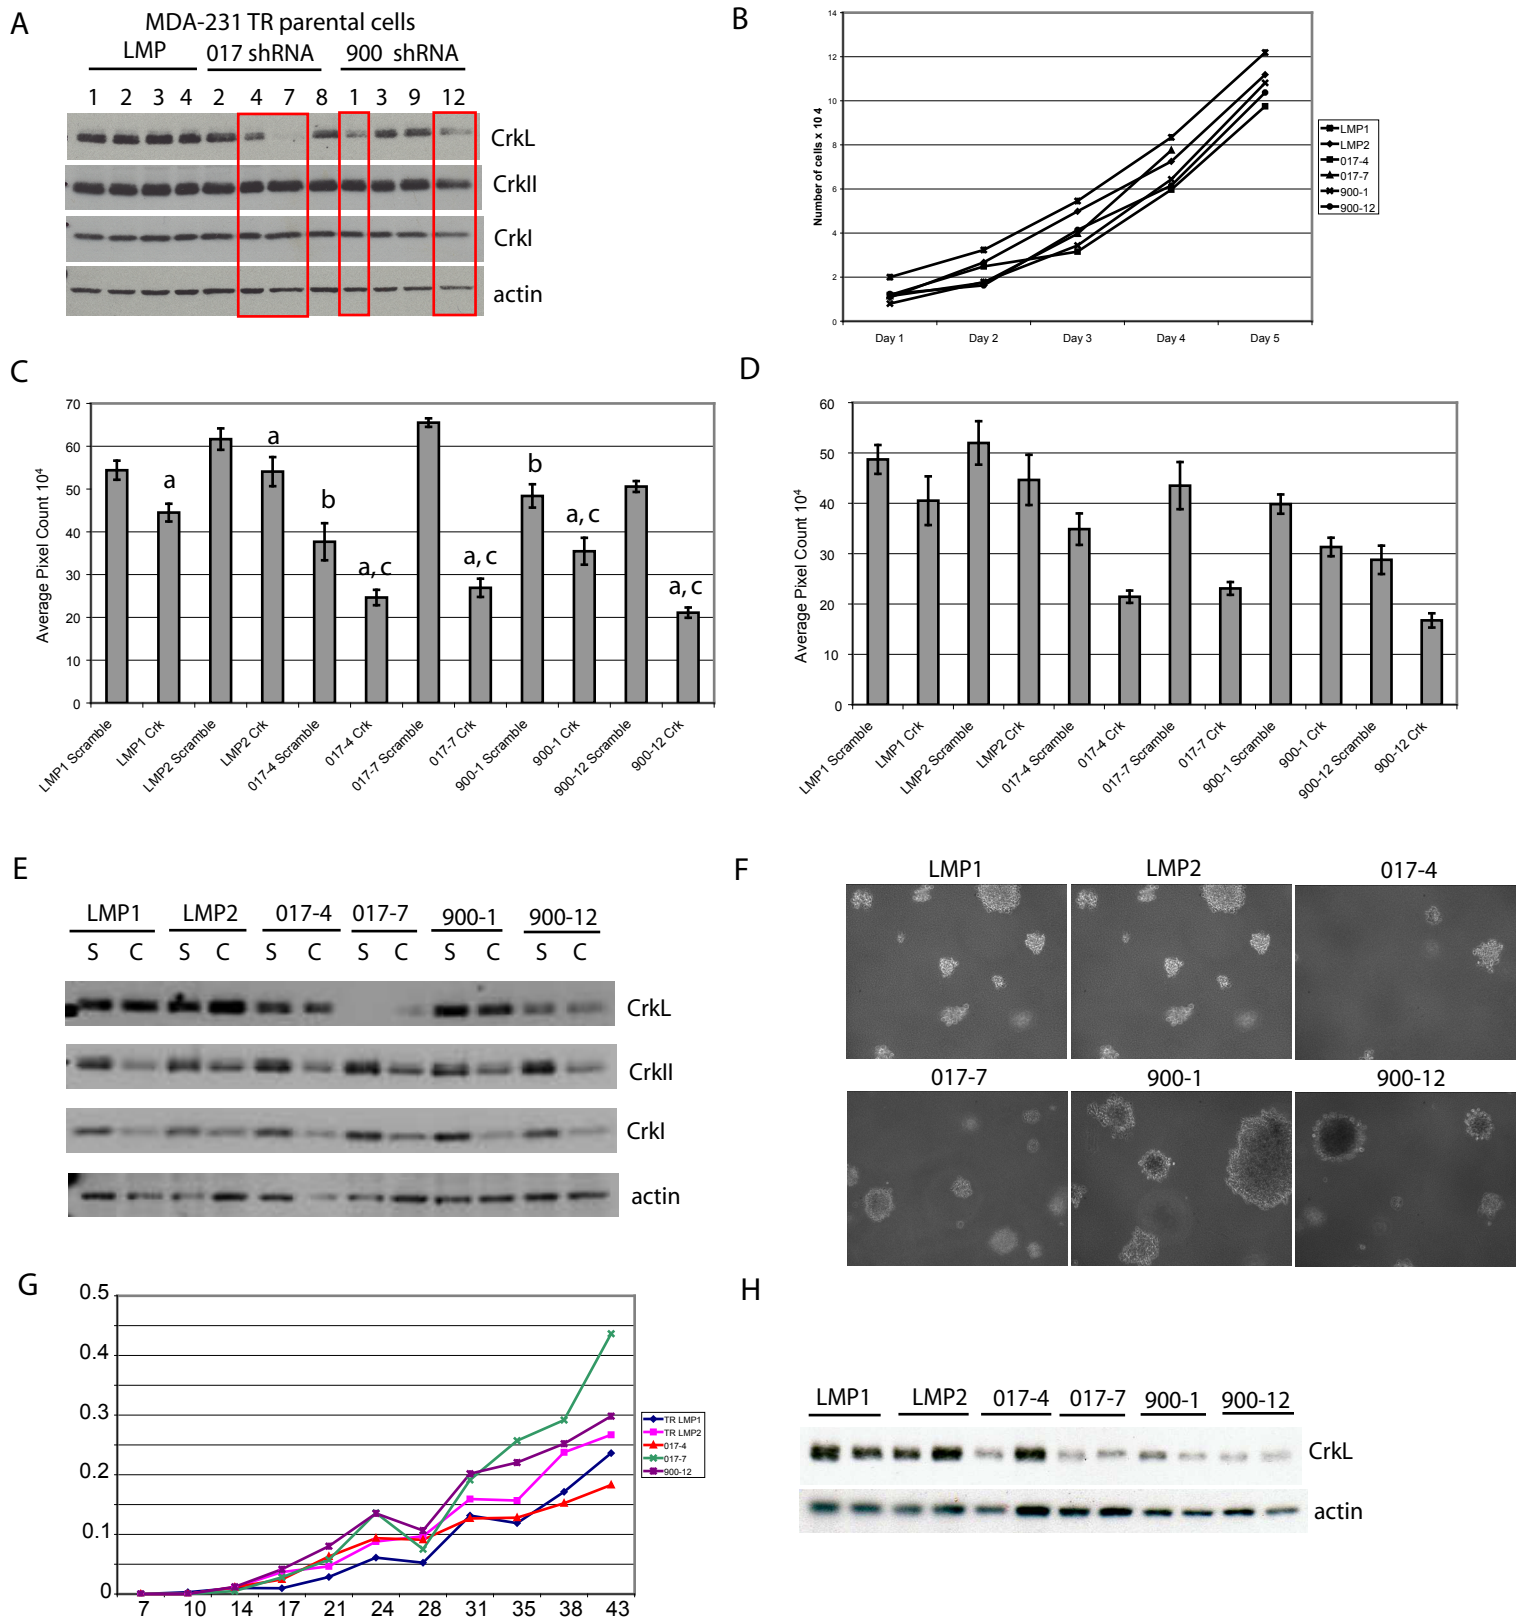 A
MDA-231 TR parental cells
LMP 017 shRNA 900 shRNA
1 2 3 4 2 4 7 8 1 3 9 12
CrkL
CrkII
CrkI
actin
B
Number of cells x 10 4
14
12
10
8
6
4
2
0
Day 1 Day 2 Day 3 Day 4 Day 5
LMP1
LMP2
017-4
017-7
900-1
900-12
C
Average Pixel Count 10⁴
70
60
50
40
30
20
10
0
a a b a, c a, c b a, c a, c
LMP1 Scramble
LMP1 Crk
LMP2 Scramble
LMP2 Crk
017-4 Scramble
017-4 Crk
017-7 Scramble
017-7 Crk
900-1 Scramble
900-1 Crk
900-12 Scramble
900-12 Crk
D
Average Pixel Count 10⁴
60
50
40
30
20
10
0
LMP1 Scramble
LMP1 Crk
LMP2 Scramble
LMP2 Crk
017-4 Scramble
017-4 Crk
017-7 Scramble
017-7 Crk
900-1 Scramble
900-1 Crk
900-12 Scramble
900-12 Crk
E
LMP1 LMP2 017-4 017-7 900-1 900-12
S C S C S C S C S C S C
CrkL
CrkII
CrkI
actin
F
LMP1 LMP2 017-4
017-7 900-1 900-12
G
0.5
0.4
0.3
0.2
0.1
0
7 10 14 17 21 24 28 31 35 38 43
TR LMP1
TR LMP2
017-4
017-7
900-12
H
LMP1 LMP2 017-4 017-7 900-1 900-12
CrkL
actin